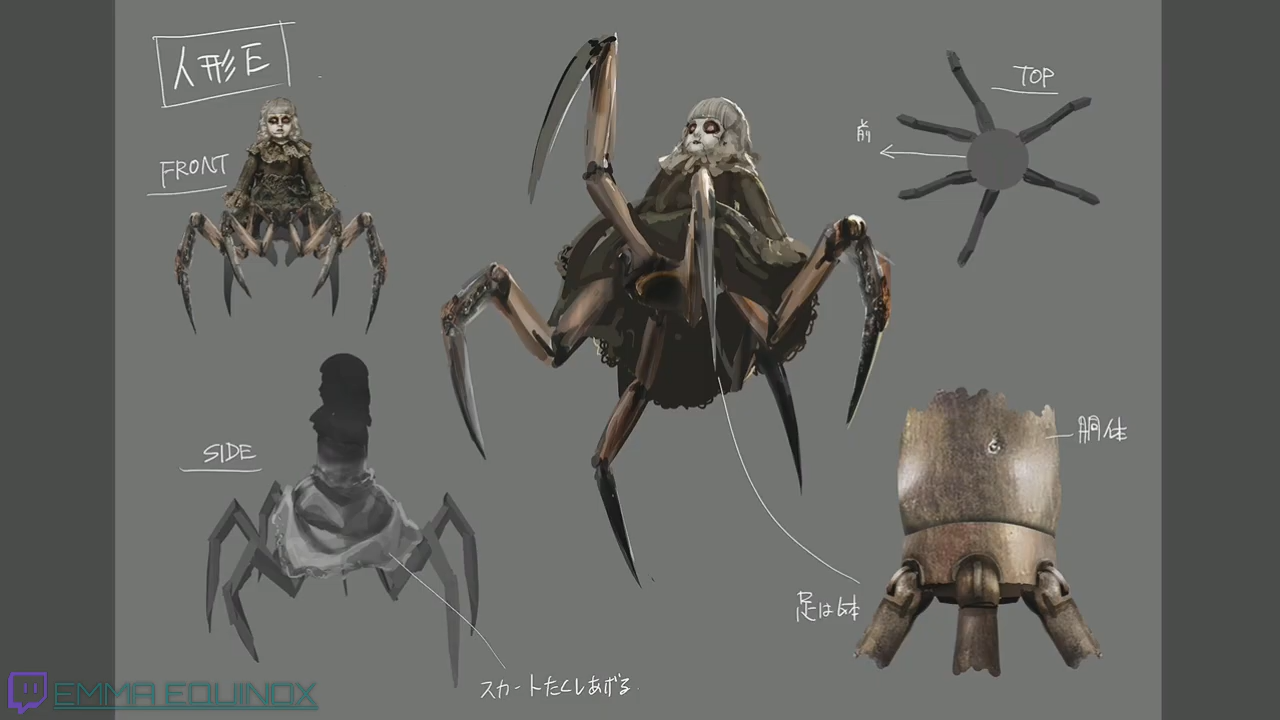 人形E
TOP
前
FRONT
胴体
SIDE
足は6本
スカートたくしあげる
EMMA EQUINOX